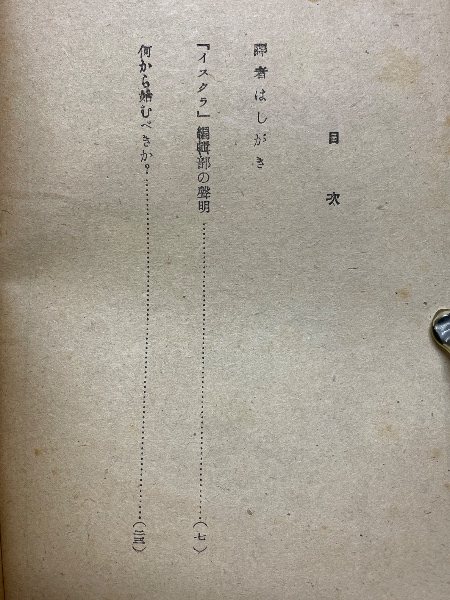 目次
譯者はしがき
『イスクラ』編輯部の聲明……(七)
何から始むべきか?……(二三)